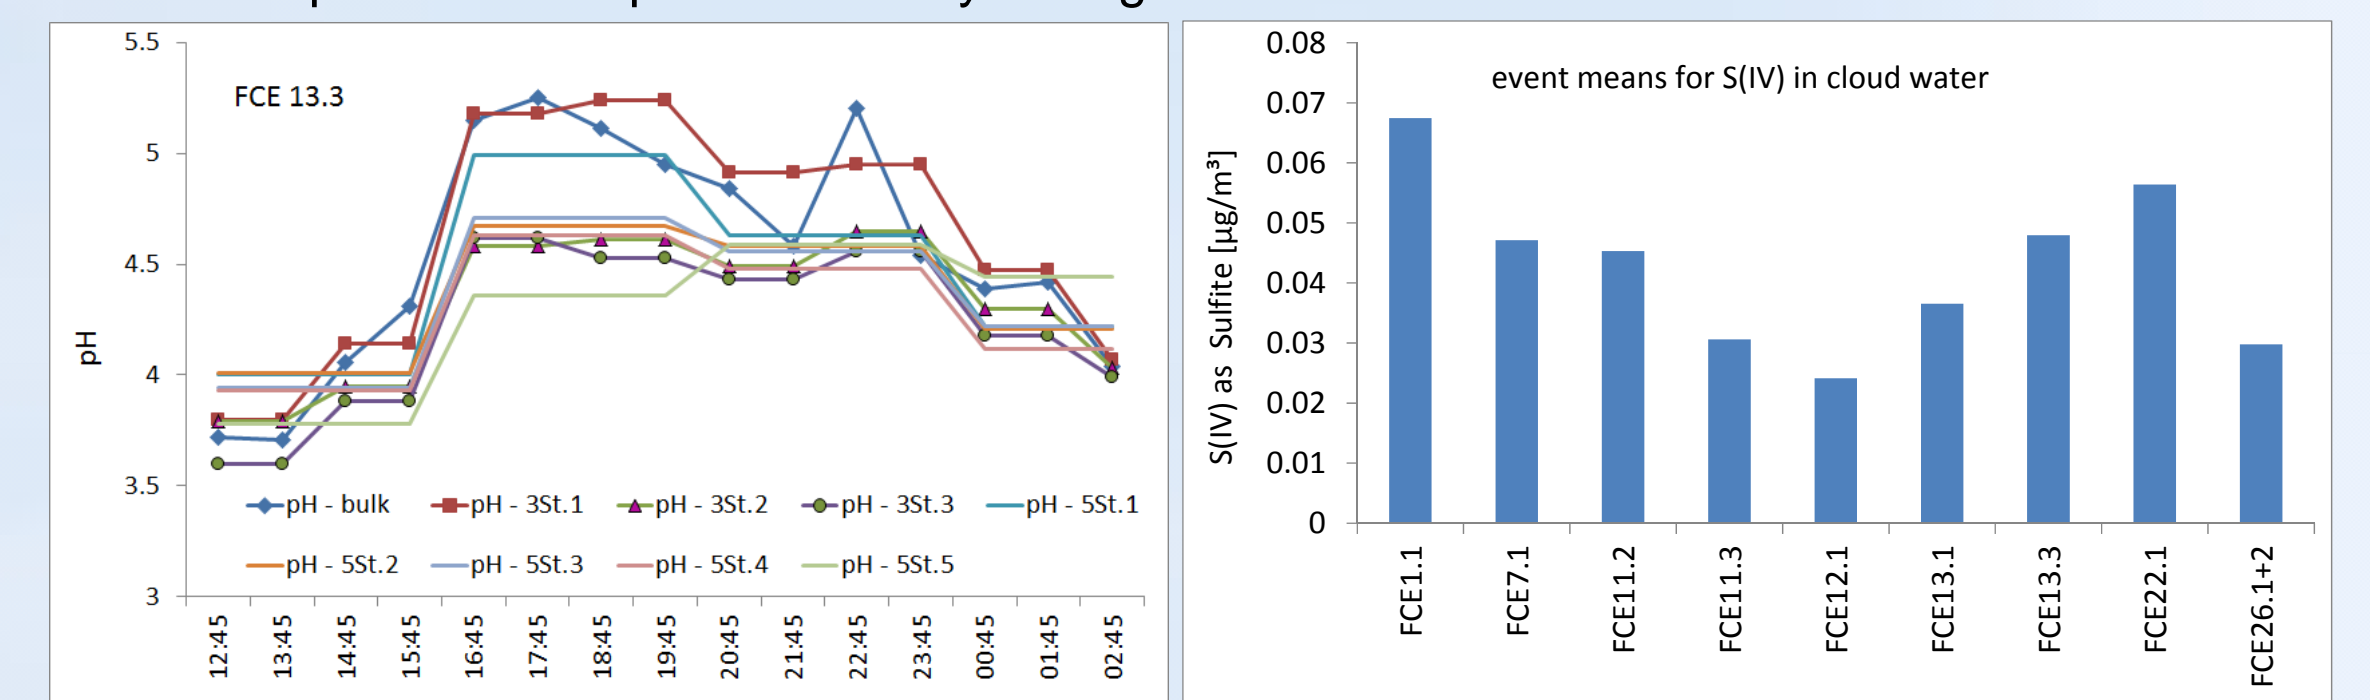 5.5
FCE 13.3
5
4.5
pH
4
3.5
pH - bulk pH - 3St.1 pH - 3St.2 pH - 3St.3 pH - 5St.1
pH - 5St.2 pH - 5St.3 pH - 5St.4 pH - 5St.5
3
12:45 13:45 14:45 15:45 16:45 17:45 18:45 19:45 20:45 21:45 22:45 23:45 00:45 01:45 02:45
event means for S(IV) in cloud water
S(IV) as Sulfite [µg/m³]
0.08
0.07
0.06
0.05
0.04
0.03
0.02
0.01
0
FCE1.1 FCE7.1 FCE11.2 FCE11.3 FCE12.1 FCE13.1 FCE13.3 FCE22.1 FCE26.1+2